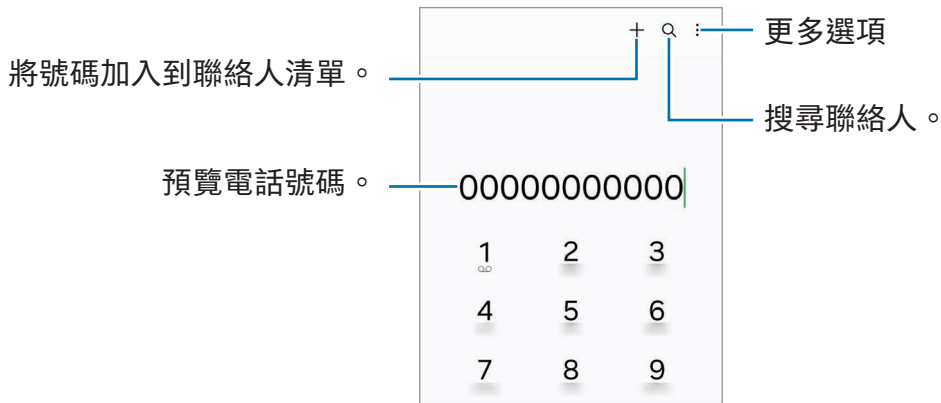 更多選項
將號碼加入到聯絡人清單。
搜尋聯絡人。
預覽電話號碼。
00000000000
1 2 3
4 5 6
7 8 9